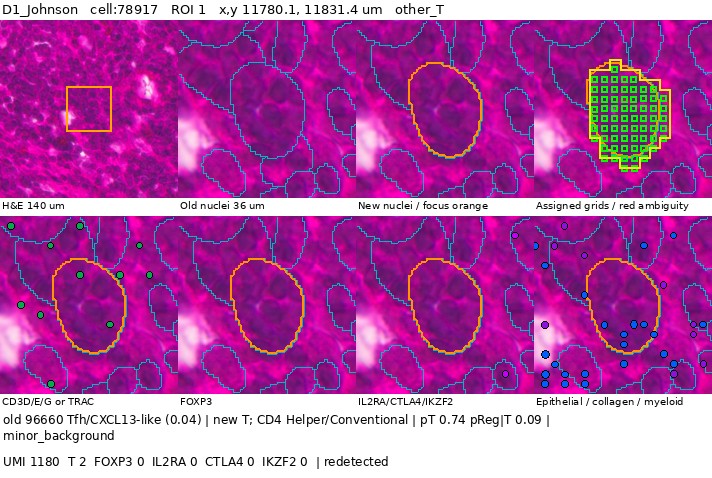 D1_Johnson cell:78917 ROI 1 x,y 11780.1, 11831.4 um other_T
H&E 140 um
Old nuclei 36 um
New nuclei / focus orange
Assigned grids / red ambiguity
CD3D/E/G or TRAC
FOXP3
IL2RA/CTLA4/IKZF2
Epithelial / collagen / myeloid
old 96660 Tfh/CXCL13-like (0.04) | new T; CD4 Helper/Conventional | pT 0.74 pReg|T 0.09 |
minor_background
UMI 1180 T 2 FOXP3 0 IL2RA 0 CTLA4 0 IKZF2 0 | redetected